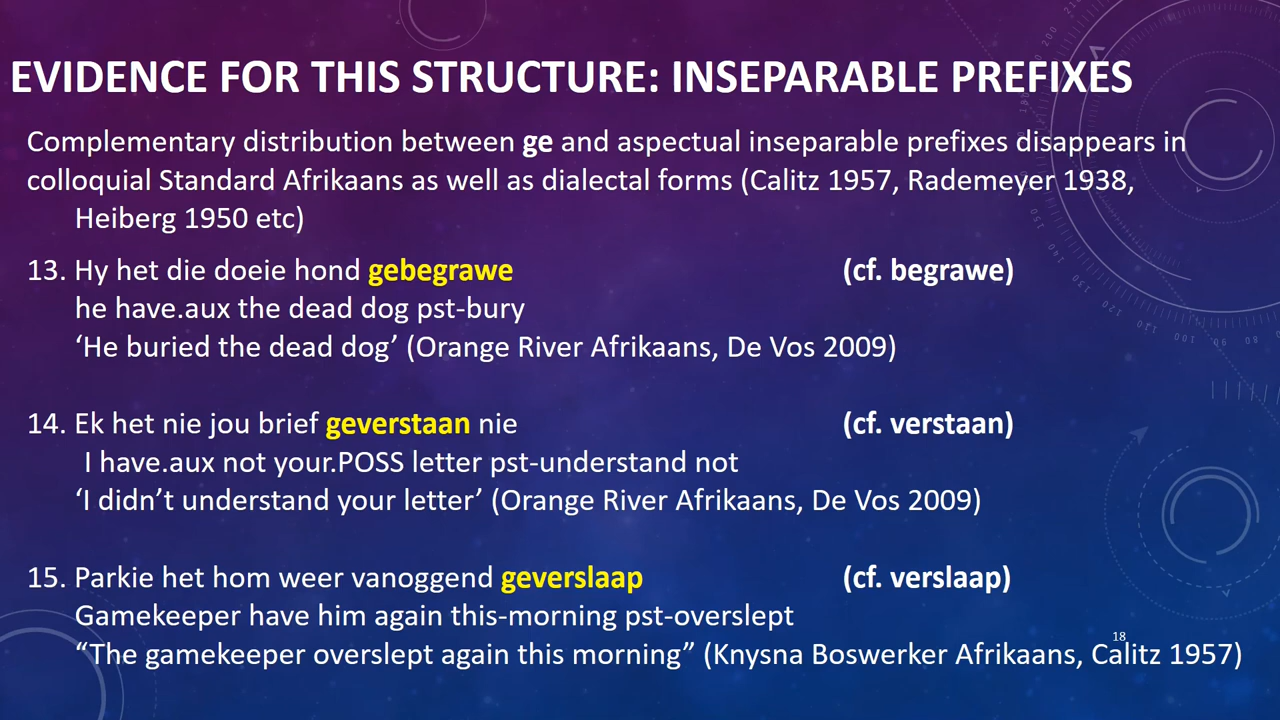 EVIDENCE FOR THIS STRUCTURE: INSEPARABLE PREFIXES
Complementary distribution between ge and aspectual inseparable prefixes disappears in
colloquial Standard Afrikaans as well as dialectal forms (Calitz 1957, Rademeyer 1938,
Heiberg 1950 etc)
13. Hy het die doeie hond gebegrawe (cf. begrawe)
he have.aux the dead dog pst-bury
‘He buried the dead dog’ (Orange River Afrikaans, De Vos 2009)
14. Ek het nie jou brief geverstaan nie (cf. verstaan)
I have.aux not your.POSS letter pst-understand not
‘I didn’t understand your letter’ (Orange River Afrikaans, De Vos 2009)
15. Parkie het hom weer vanoggend geverslaap (cf. verslaap)
Gamekeeper have him again this-morning pst-overslept
“The gamekeeper overslept again this morning” (Knysna Boswerker Afrikaans, Calitz 1957)
18